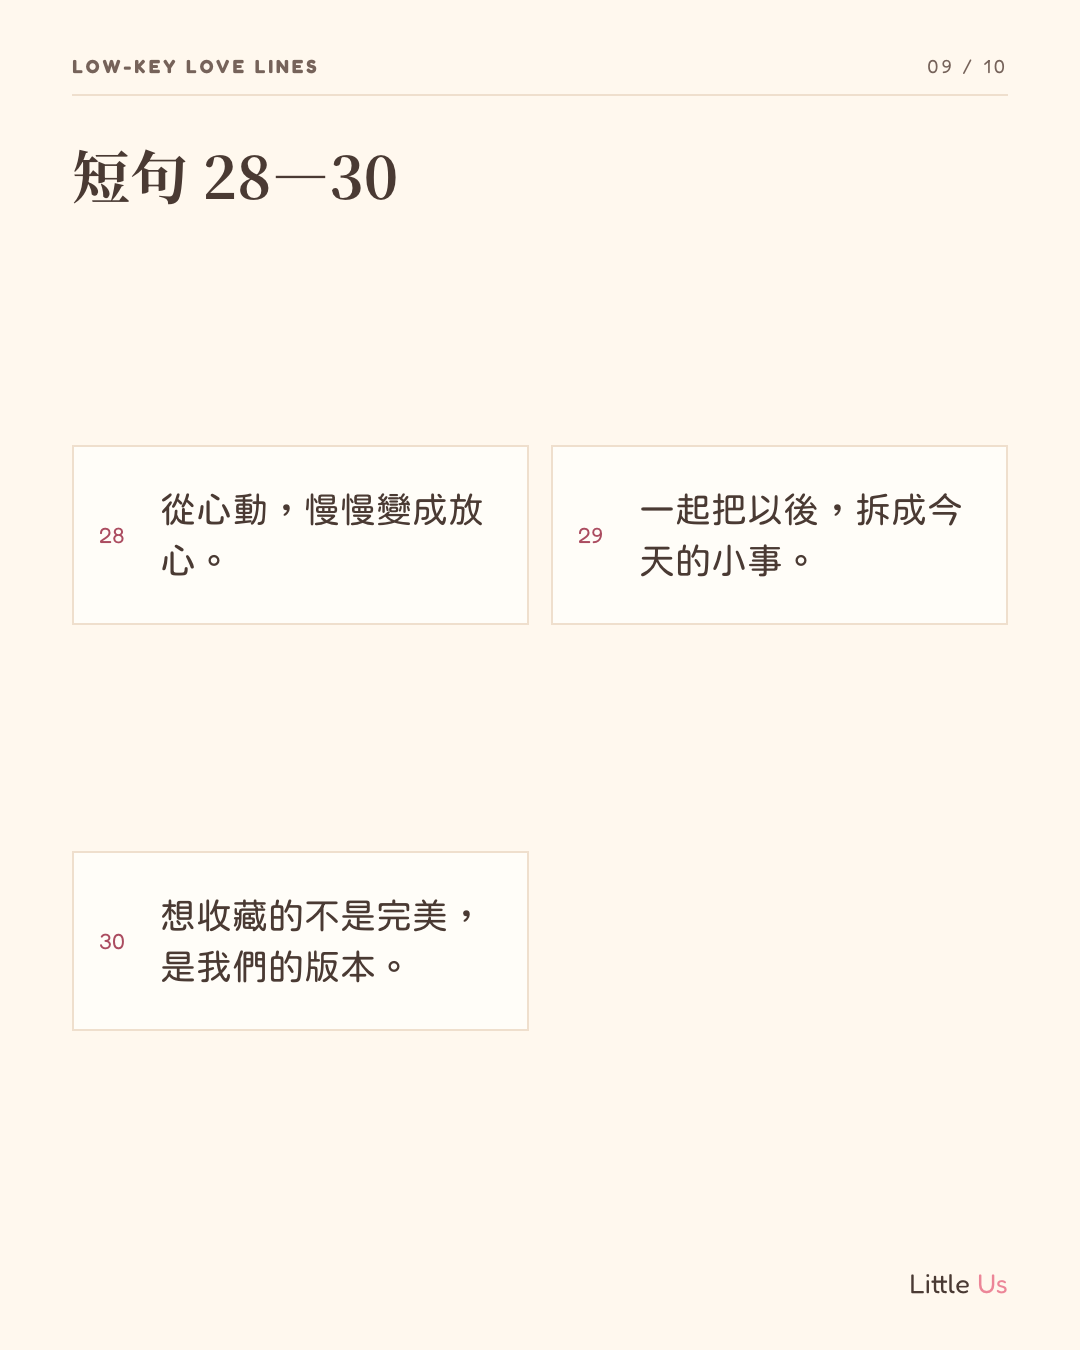 LOW-KEY LOVE LINES
09 / 10
短句 28—30
28
從心動，慢慢變成放
心。
29
一起把以後，拆成今
天的小事。
30
想收藏的不是完美，
是我們的版本。
Little Us